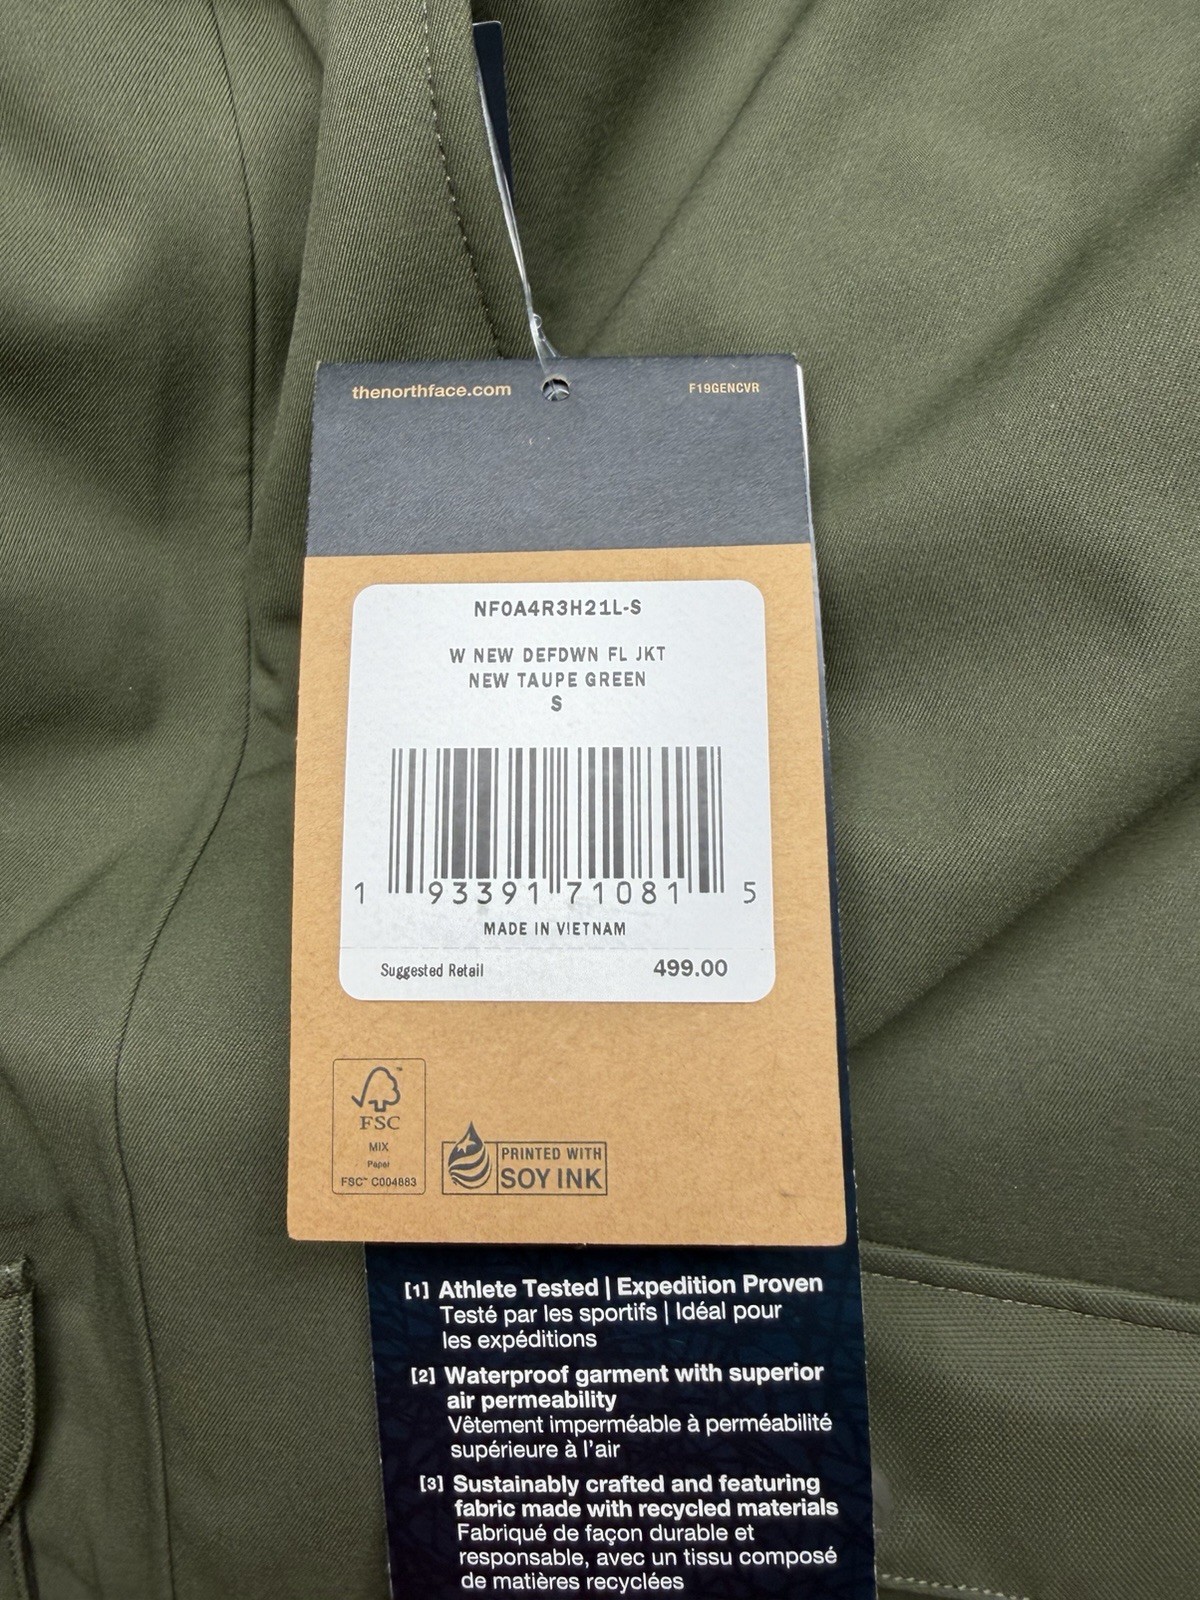 thenorthface.com F19GENCVR
NF0A4R3H21L-S
W NEW DEFDWN FL JKT
NEW TAUPE GREEN
S
1 93391 71081 5
MADE IN VIETNAM
Suggested Retail 499.00
FSC
MIX
Paper
FSC™ C004883
PRINTED WITH
SOY INK
[1] Athlete Tested | Expedition Proven
Testé par les sportifs | Idéal pour
les expéditions
[2] Waterproof garment with superior
air permeability
Vêtement imperméable à perméabilité
supérieure à l'air
[3] Sustainably crafted and featuring
fabric made with recycled materials
Fabriqué de façon durable et
responsable, avec un tissu composé
de matières recyclées